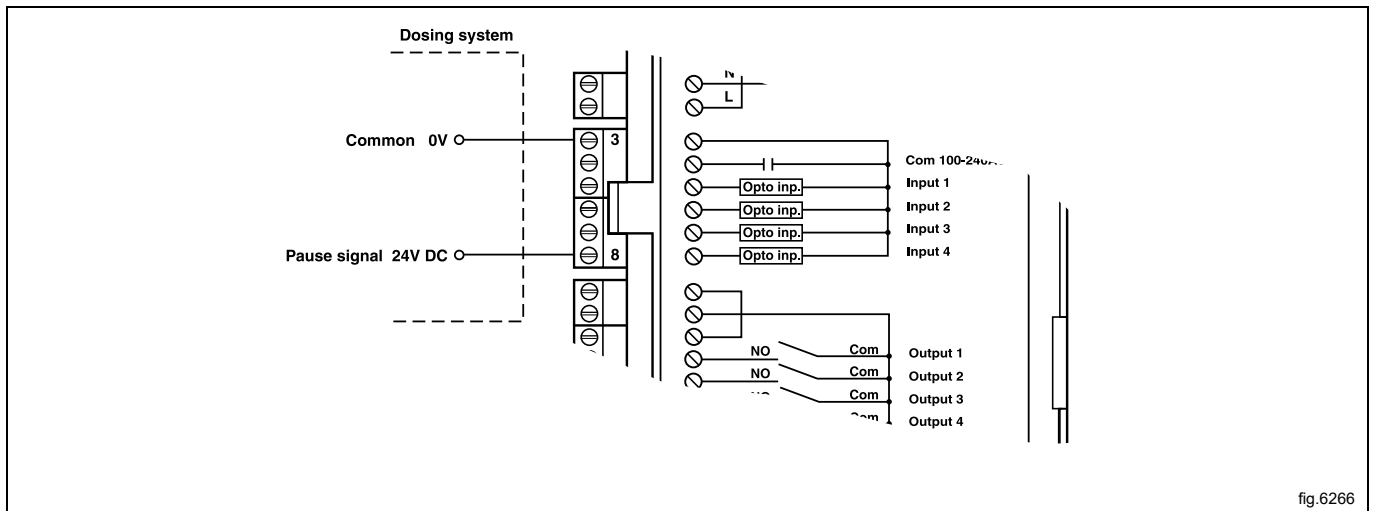 Dosing system
N
L
Common 0V
3
Com
Opto inp.
Input 1
Opto inp.
Input 2
Opto inp.
Input 3
Opto inp.
Input 4
Pause signal 24V DC
8
NO
Com
Output 1
NO
Com
Output 2
Com
Output 3
Output 4
fig.6266